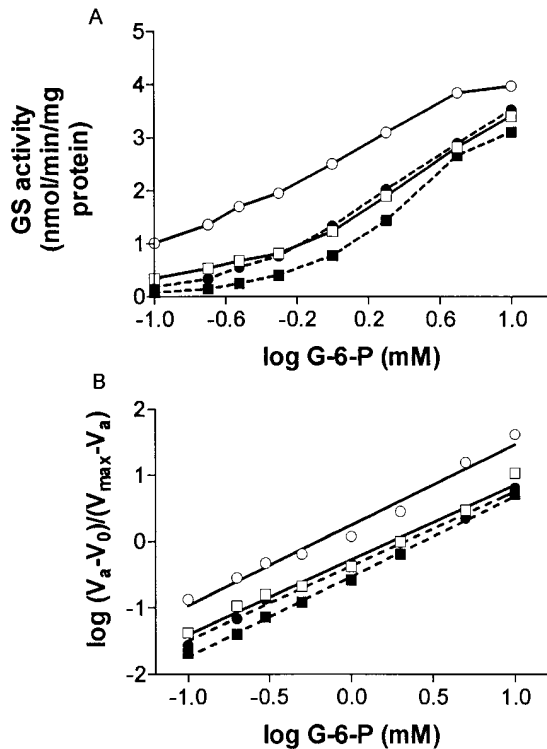 A
GS activity
(nmol/min/mg
protein)
5
4
3
2
1
0
-1.0 -0.6 -0.2 0.2 0.6 1.0
log G-6-P (mM)
B
log (Va-V0)/(Vmax-Va)
2
1
0
-1
-2
-1.0 -0.5 0.0 0.5 1.0
log G-6-P (mM)